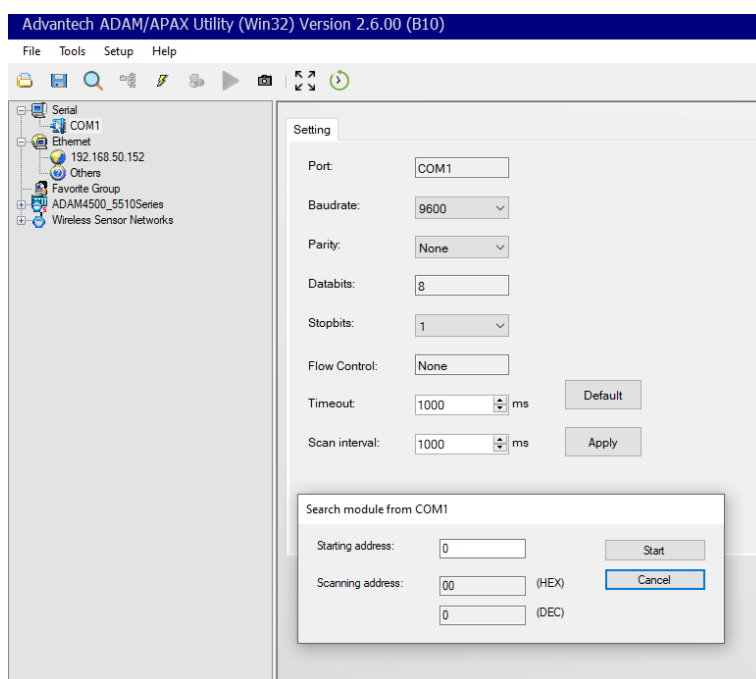 Advantech ADAM/APAX Utility (Win32) Version 2.6.00 (B10)
File Tools Setup Help
Serial
COM1
Ethernet
192.168.50.152
Others
Favorite Group
ADAM4500_5510Series
Wireless Sensor Networks
Setting
Port: COM1
Baudrate: 9600
Parity: None
Databits: 8
Stopbits: 1
Flow Control: None
Timeout: 1000 ms Default
Scan interval: 1000 ms Apply
Search module from COM1
Starting address: 0 Start
Scanning address: 00 (HEX) Cancel
0 (DEC)